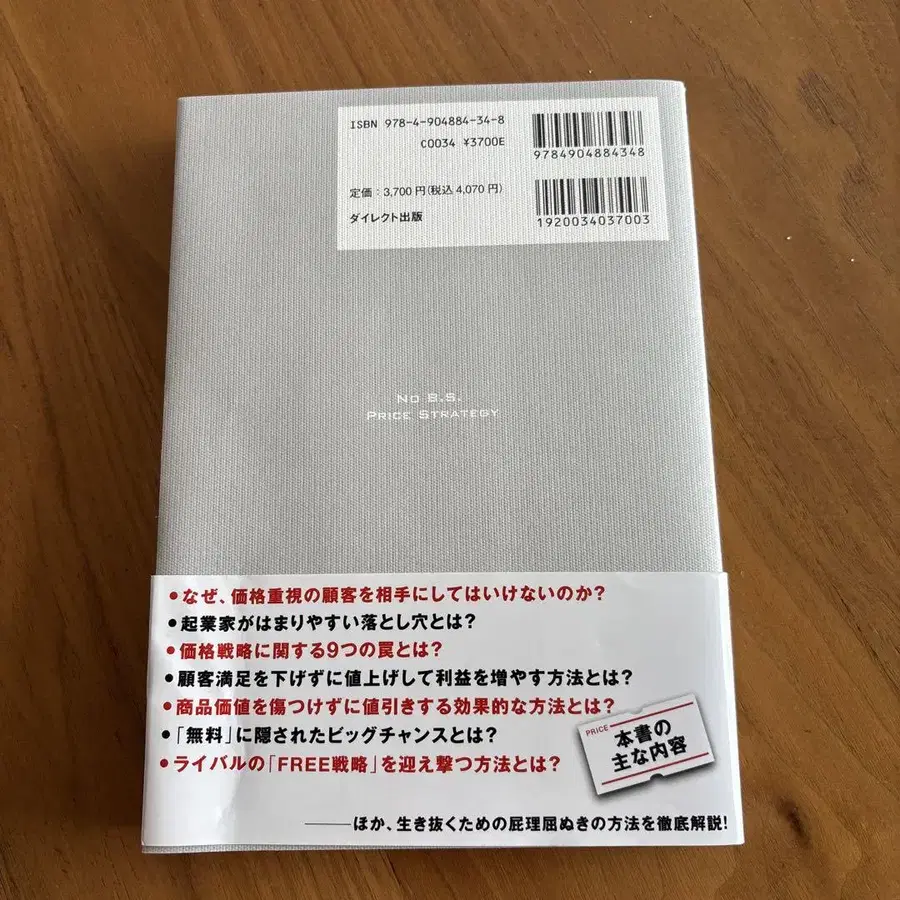 ISBN 978-4-904884-34-8
C0034 ¥3700E
9784904884348
定価：3,700円（税込4,070円）
ダイレクト出版
1920034037003
No B.S.
Price Strategy
•なぜ、価格重視の顧客を相手にしてはいけないのか？
•起業家がはまりやすい落とし穴とは？
•価格戦略に関する9つの罠とは？
•顧客満足を下げずに値上げして利益を増やす方法とは？
•商品価値を傷つけずに値引きする効果的な方法とは？
•「無料」に隠されたビッグチャンスとは？
•ライバルの「FREE戦略」を迎え撃つ方法とは？
PRICE
本書の
主な内容
――ほか、生き抜くための屁理屈ぬきの方法を徹底解説！